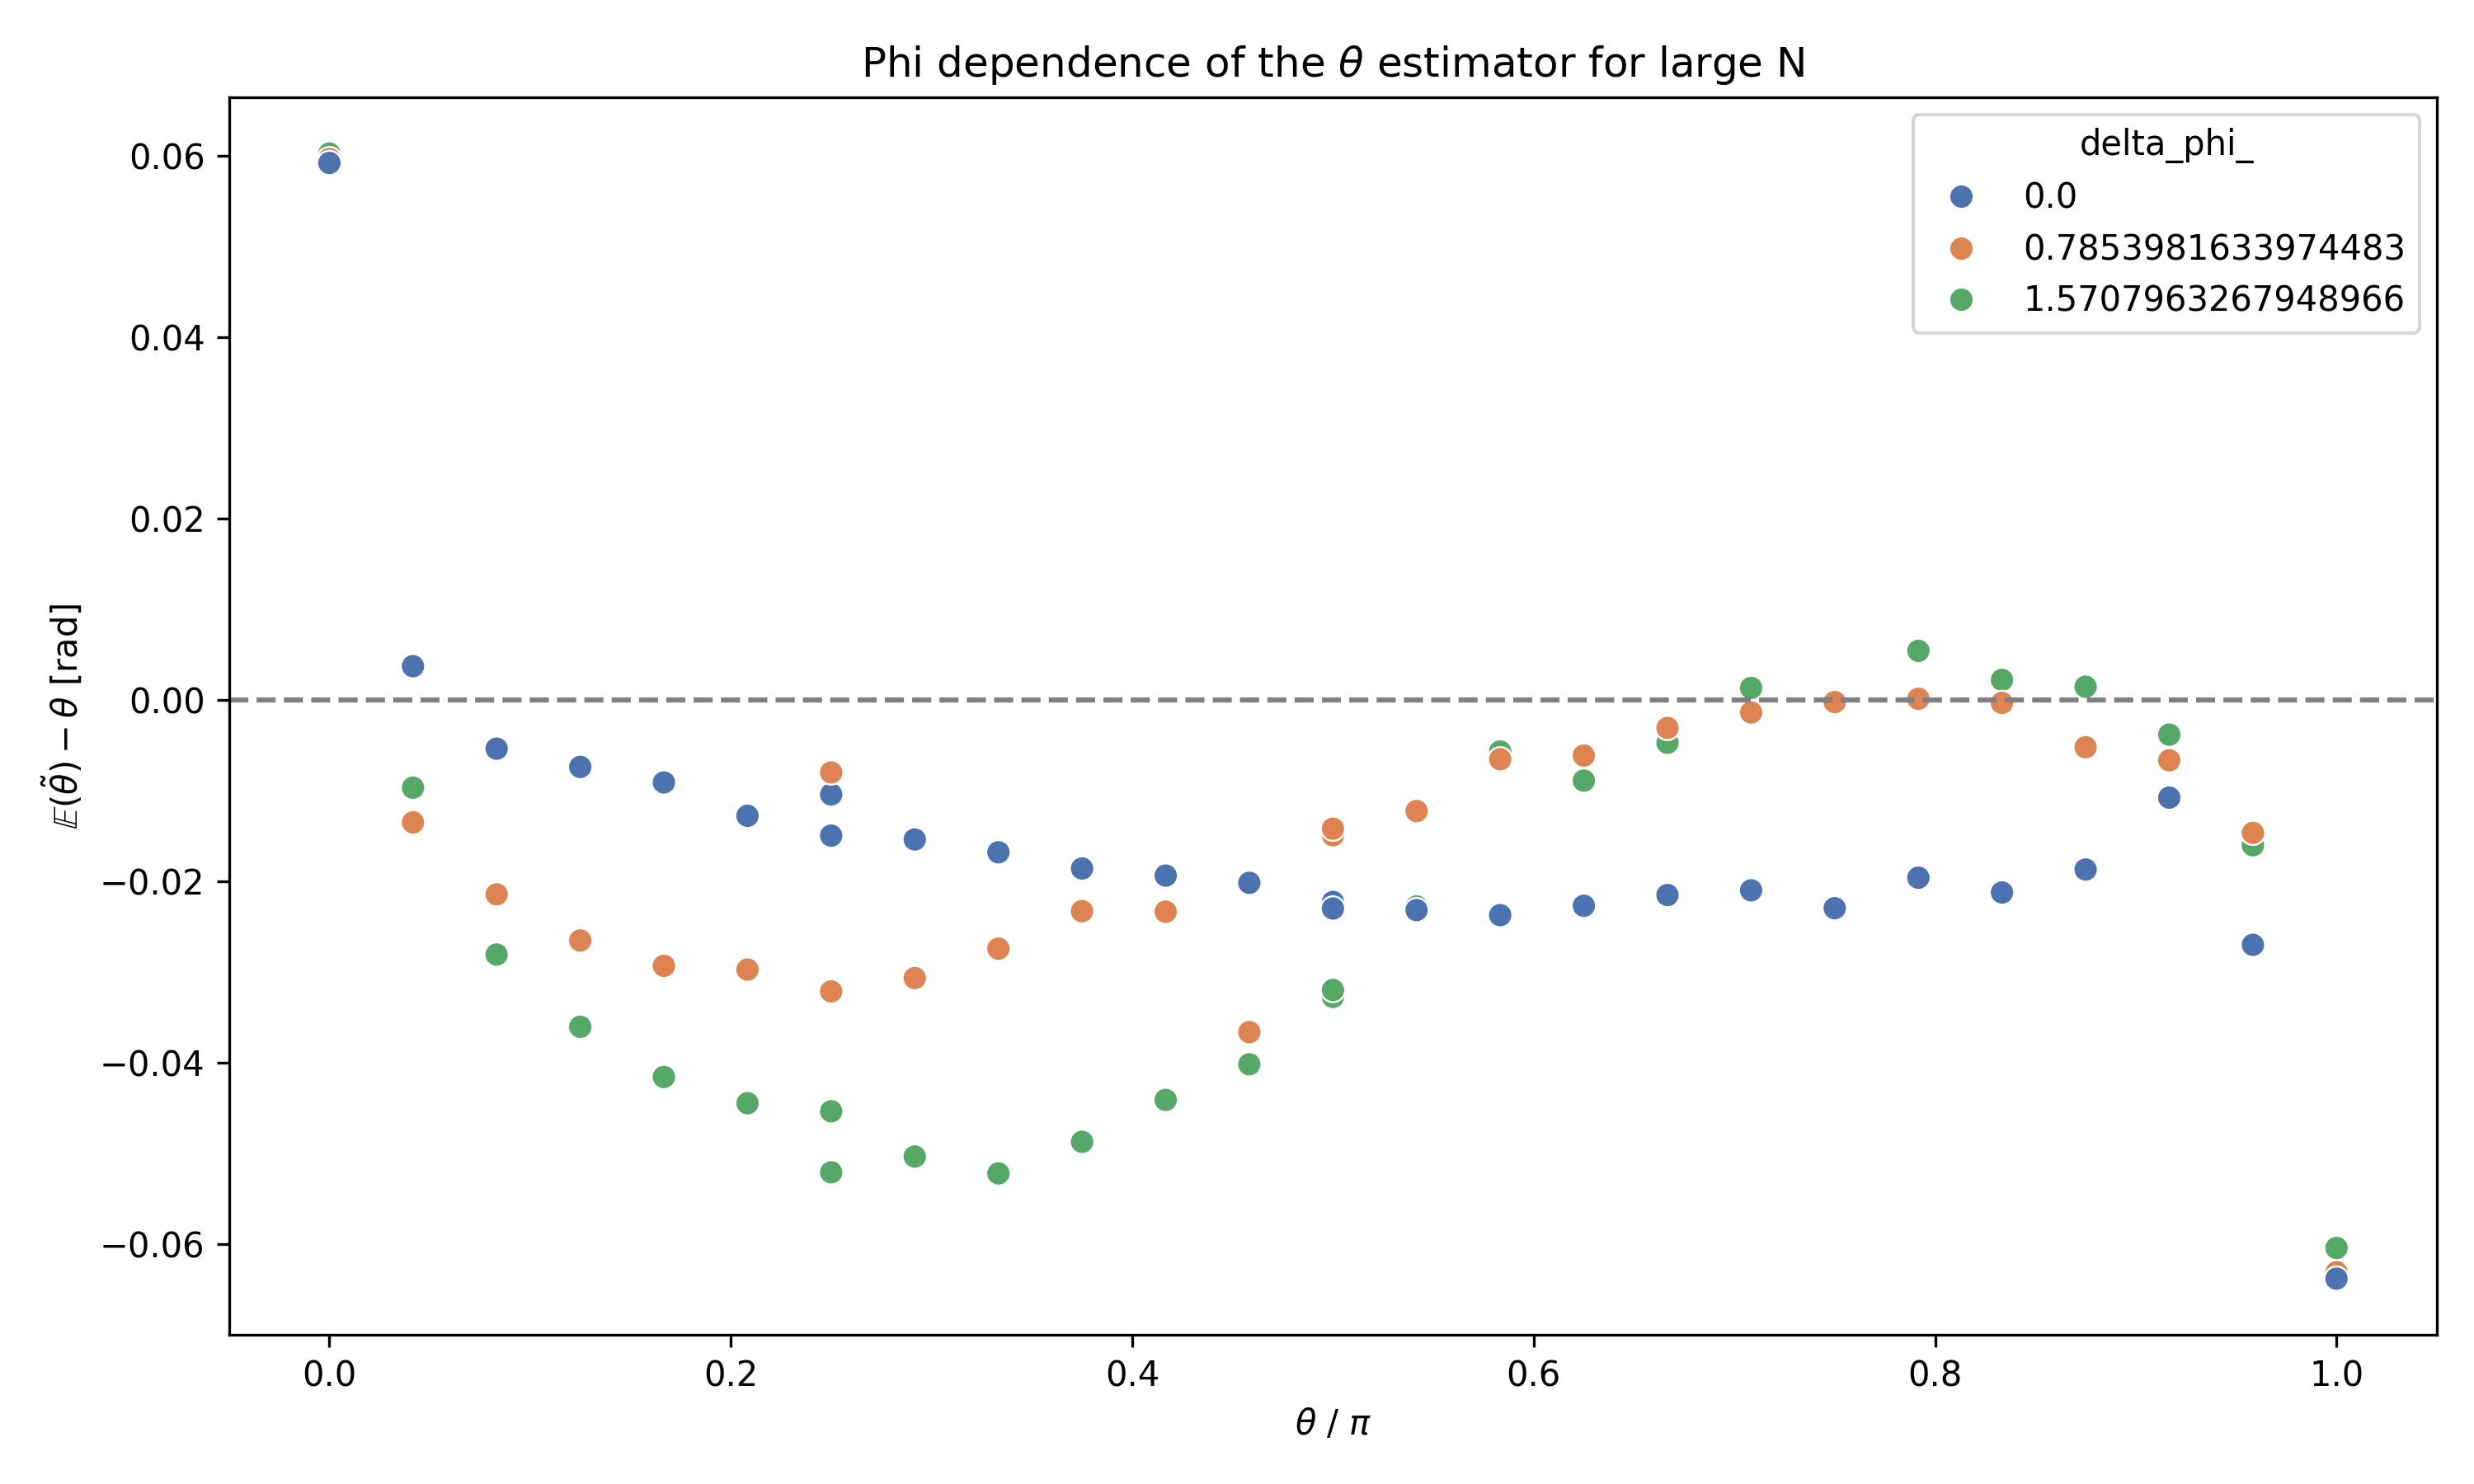 Phi dependence of the θ estimator for large N
delta_phi_
0.0
0.7853981633974483
1.5707963267948966
0.06
0.04
0.02
0.00
−0.02
−0.04
−0.06
𝔼(θ̃̂) − θ [rad]
0.0 0.2 0.4 0.6 0.8 1.0
θ / π